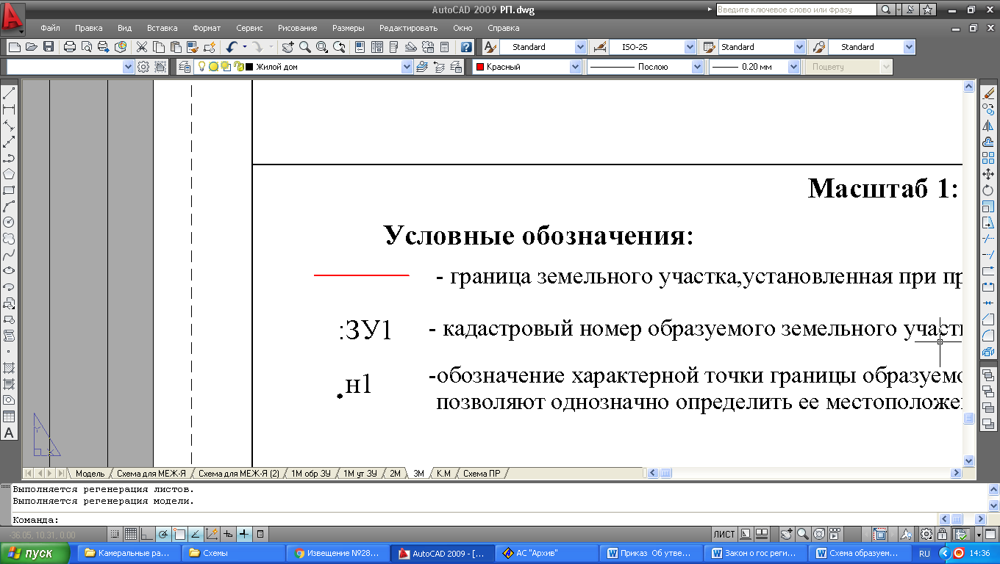 AutoCAD 2009 РП.dwg
Введите ключевое слово или фразу
Файл Правка Вид Вставка Формат Сервис Рисование Размеры Редактировать Окно Справка
Standard ISO-25 Standard Standard
Жилой дом Красный Послою 0.20 мм Поцвету
Масштаб 1:
Условные обозначения:
- граница земельного участка,установленная при пр
:ЗУ1 - кадастровый номер образуемого земельного участ
н1 -обозначение характерной точки границы образуемо
позволяют однозначно определить ее местоположе
Модель Схема для МЕЖ-Я Схема для МЕЖ-Я (2) 1М обр ЗУ 1М ут ЗУ 2М 3М К.М Схема ПР
Выполняется регенерация листов.
Выполняется регенерация модели.
Команда:
-36.05, 10.31, 0.00 ЛИСТ
пуск Камеральные ра... Схемы Извещение №28... AutoCAD 2009 - [... АС "Архив" Приказ Об утве... Закон о гос реги... Схема образуем... RU 14:36